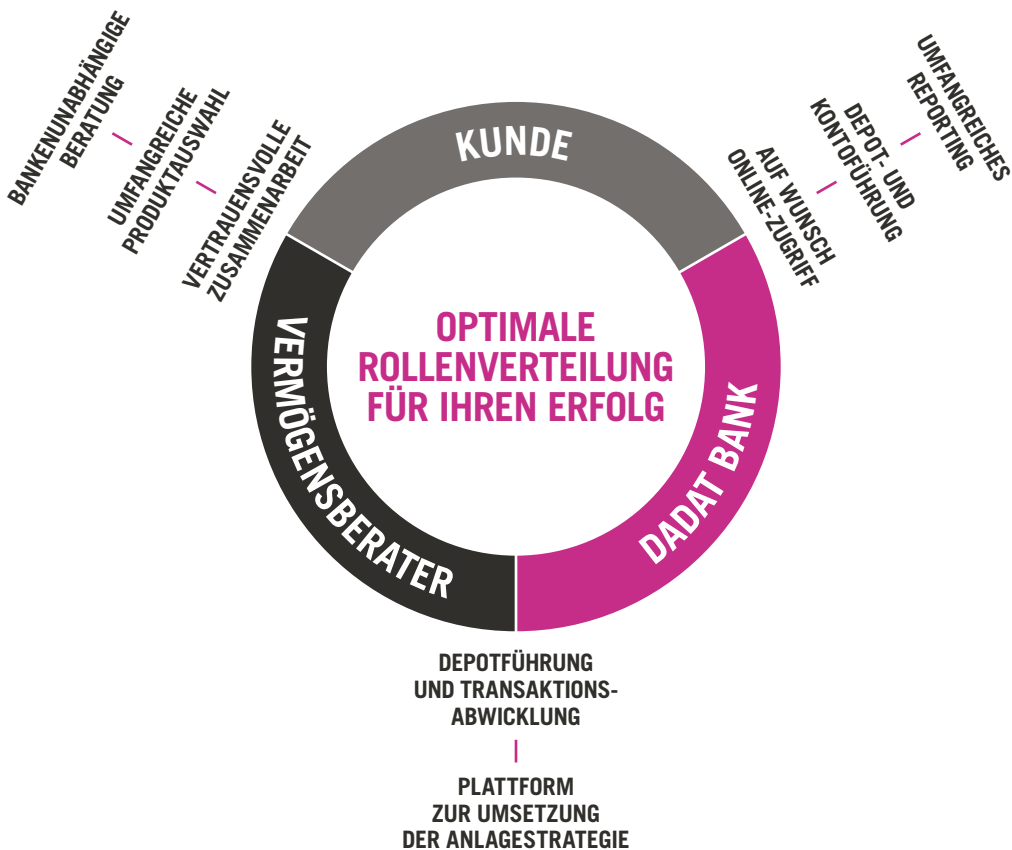 BANKENUNABHÄNGIGE
BERATUNG
UMFANGREICHE
PRODUKTAUSWAHL
VERTRAUENSVOLLE
ZUSAMMENARBEIT
KUNDE
UMFANGREICHES
REPORTING
DEPOT- UND
KONTOFÜHRUNG
AUF WUNSCH
ONLINE-ZUGRIFF
OPTIMALE
ROLLENVERTEILUNG
FÜR IHREN ERFOLG
VERMÖGENSBERATER
DADAT BANK
DEPOTFÜHRUNG
UND TRANSAKTIONS-
ABWICKLUNG
PLATTFORM
ZUR UMSETZUNG
DER ANLAGESTRATEGIE